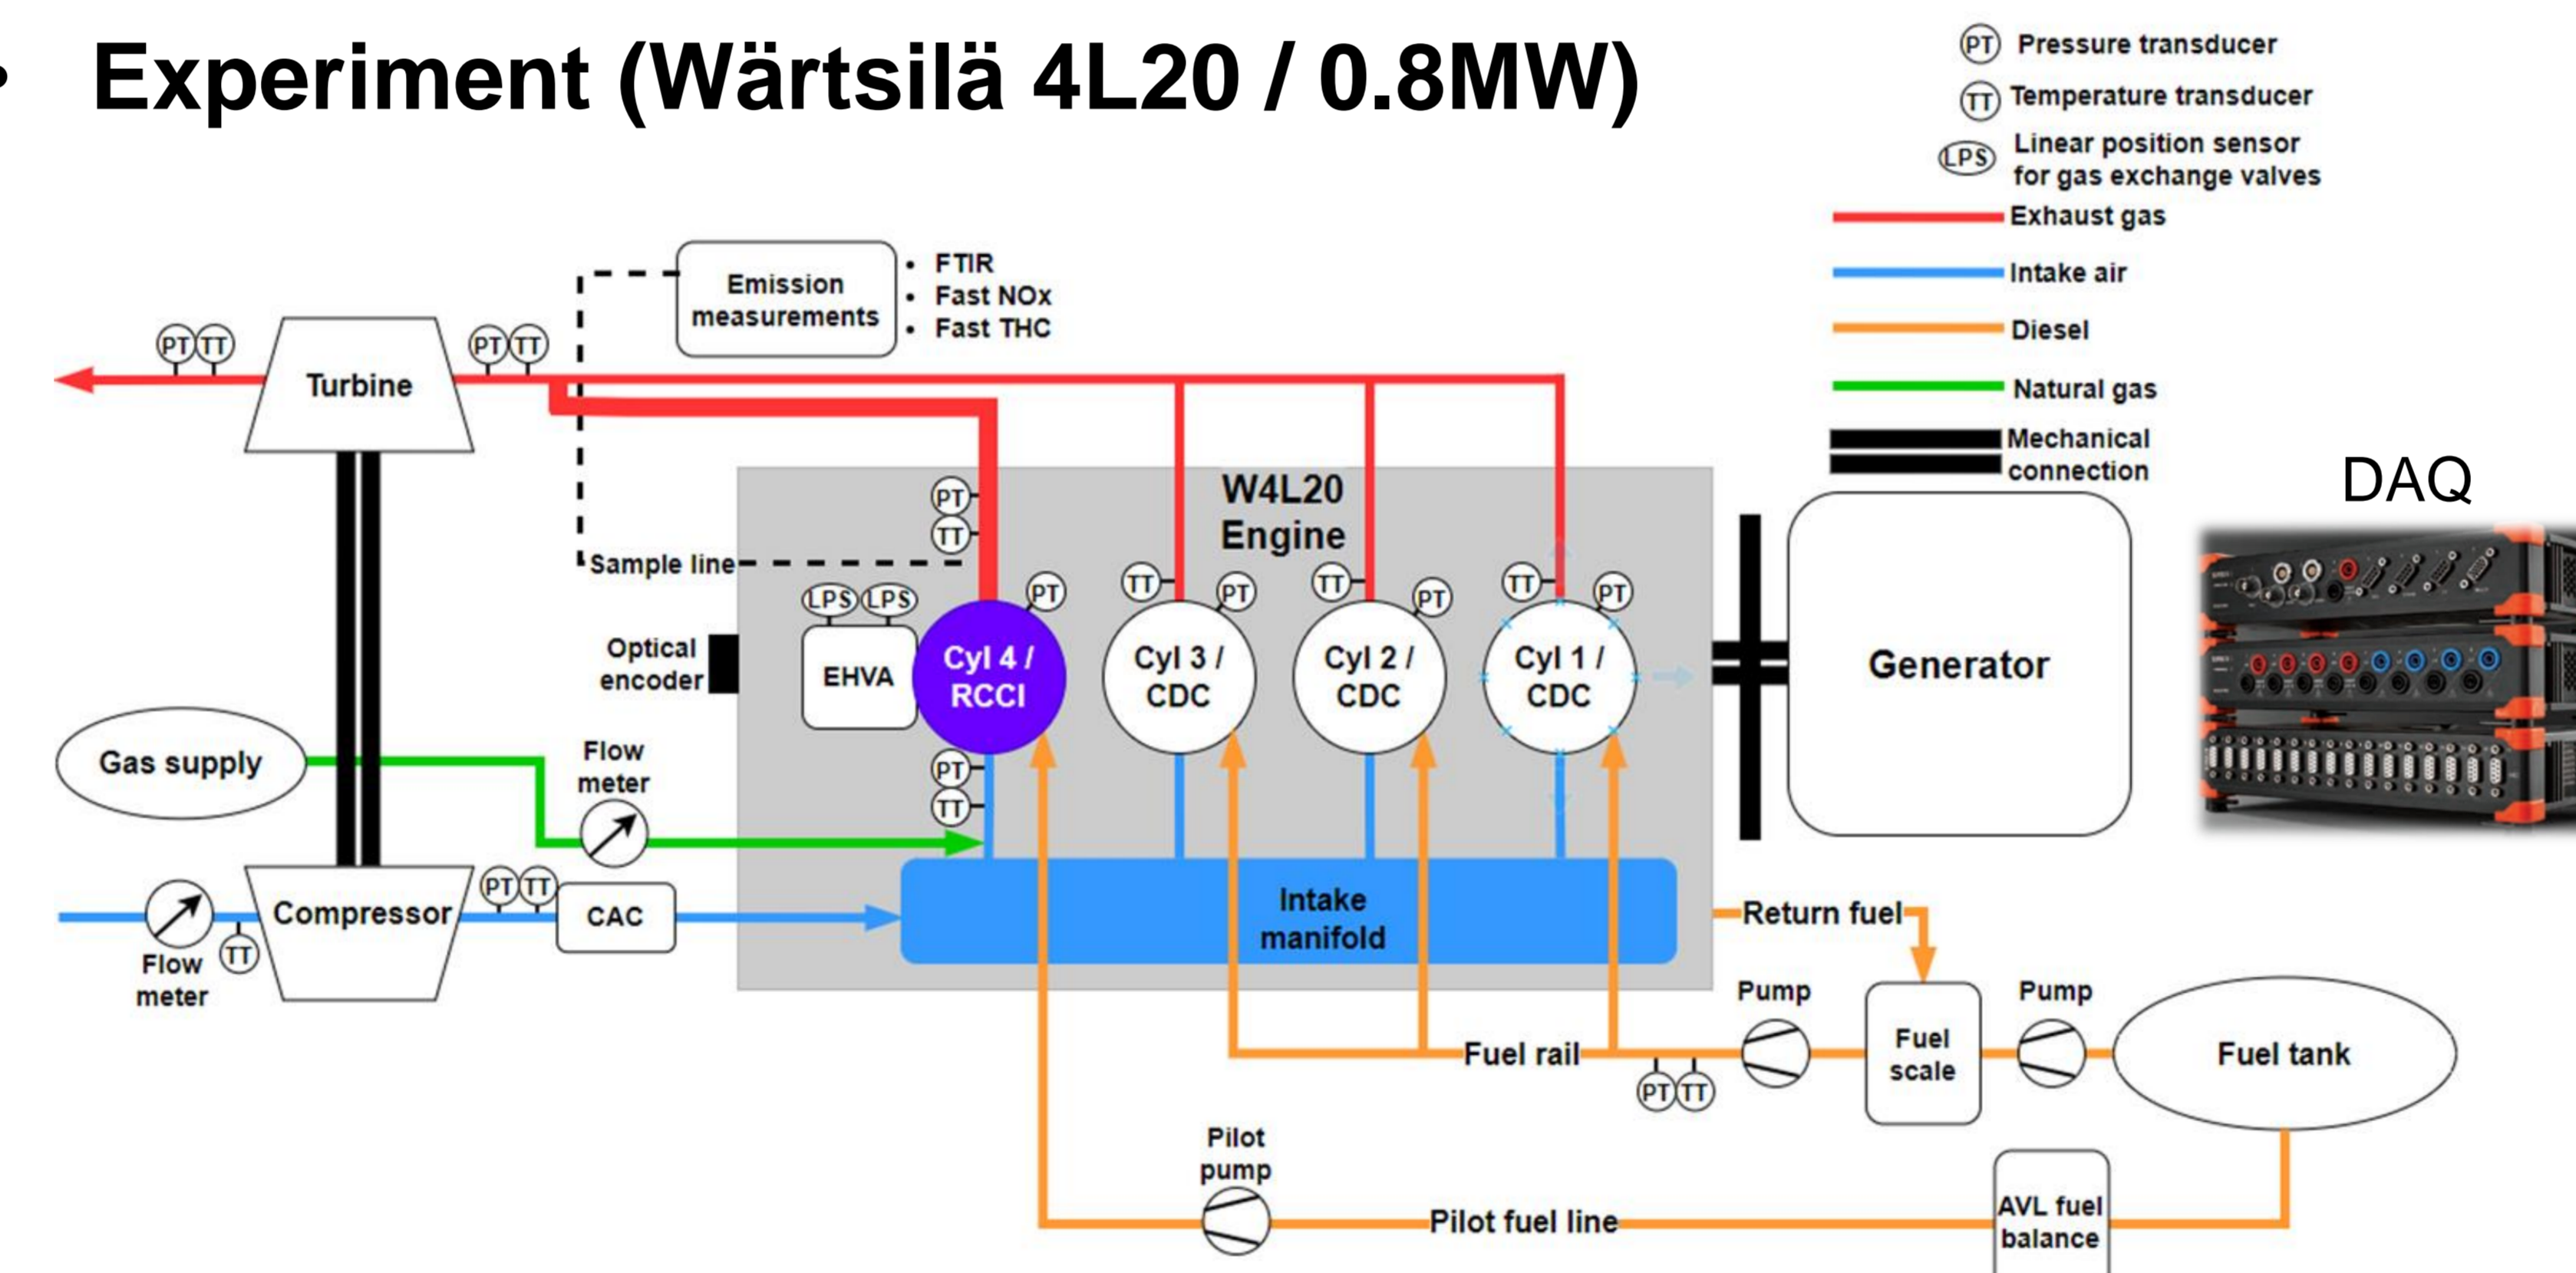 • Experiment (Wärtsilä 4L20 / 0.8MW)
PT Pressure transducer
TT Temperature transducer
LPS Linear position sensor
for gas exchange valves
Exhaust gas
Intake air
Diesel
Natural gas
Mechanical
connection
DAQ
Emission
measurements
• FTIR
• Fast NOx
• Fast THC
PT TT
Turbine
PT TT
W4L20
Engine
PT
TT
Sample line
LPS LPS
PT
TT
PT
TT
PT
TT
PT
Optical
encoder
EHVA
Cyl 4 /
RCCI
Cyl 3 /
CDC
Cyl 2 /
CDC
Cyl 1 /
CDC
Generator
Gas supply
Flow
meter
PT
TT
Compressor
PT TT
CAC
Intake
manifold
Flow
meter
TT
Return fuel
Pump
Pump
Fuel rail
PT TT
Fuel
scale
Fuel tank
Pilot
pump
Pilot fuel line
AVL fuel
balance